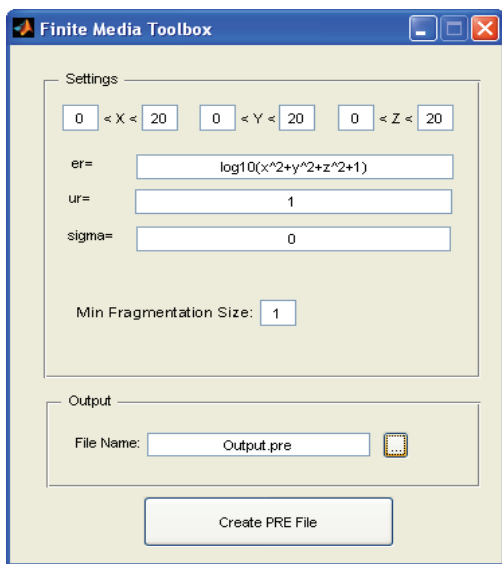 Finite Media Toolbox
Settings
0 < X < 20 0 < Y < 20 0 < Z < 20
er= log10(x^2+y^2+z^2+1)
ur= 1
sigma= 0
Min Fragmentation Size: 1
Output
File Name: Output.pre ...
Create PRE File